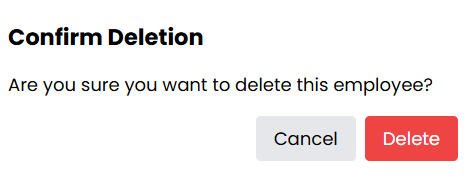 Confirm Deletion
Are you sure you want to delete this employee?
Cancel Delete